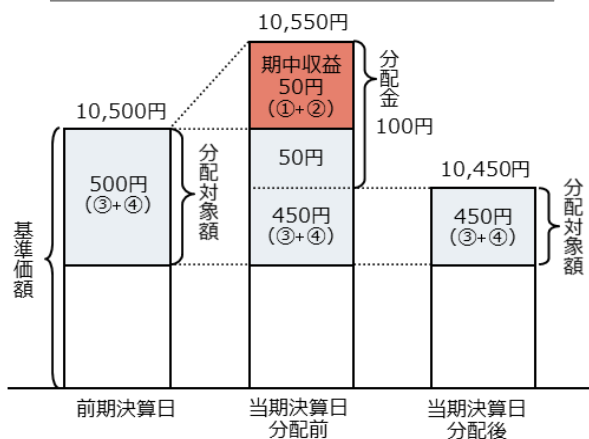 10,550円
期中収益
50円
(①+②)
分配金
100円
10,500円
500円
(③+④)
分配対象額
50円
450円
(③+④)
10,450円
450円
(③+④)
分配対象額
基準価額
前期決算日
当期決算日
分配前
当期決算日
分配後